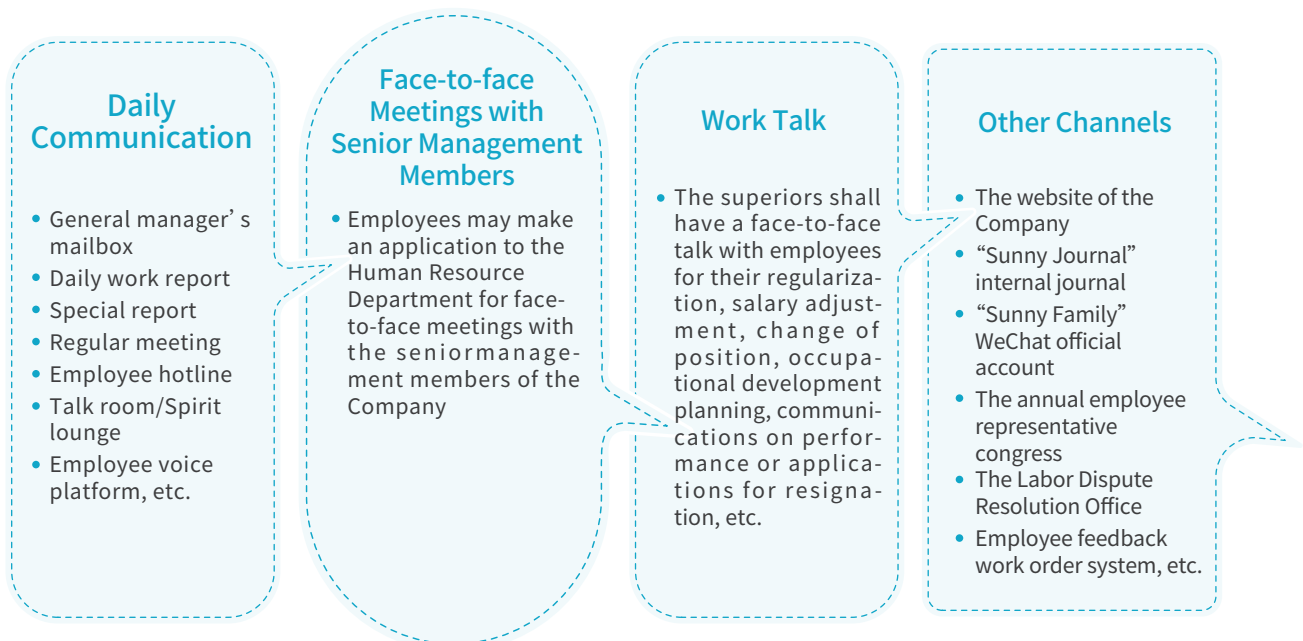 Daily
Communication
• General manager’ s
mailbox
• Daily work report
• Special report
• Regular meeting
• Employee hotline
• Talk room/Spirit
lounge
• Employee voice
platform, etc.
Face-to-face
Meetings with
Senior Management
Members
• Employees may make
an application to the
Human Resource
Department for face-
to-face meetings with
the seniormanage-
ment members of the
Company
Work Talk
• The superiors shall
have a face-to-face
talk with employees
for their regulariza-
tion, salary adjust-
ment, change of
position, occupa-
tional development
planning, communi-
cations on perfor-
mance or applica-
tions for resigna-
tion, etc.
Other Channels
• The website of the
Company
• “Sunny Journal”
internal journal
• “Sunny Family”
WeChat official
account
• The annual employee
representative
congress
• The Labor Dispute
Resolution Office
• Employee feedback
work order system, etc.